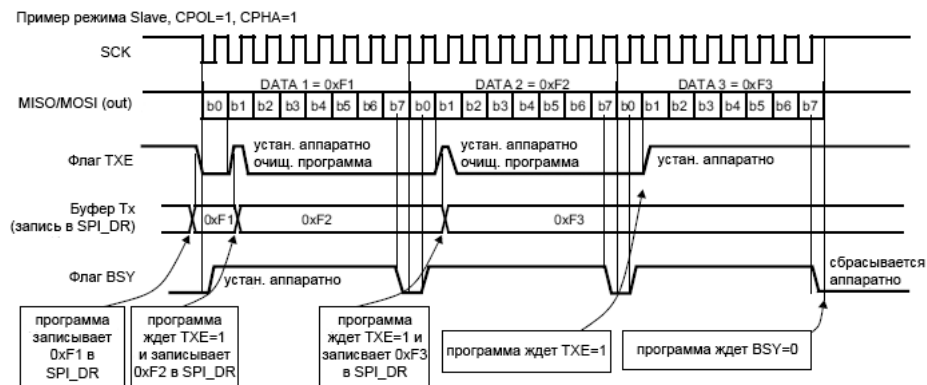 Пример режима Slave, CPOL=1, CPHA=1
SCK
DATA 1 = 0xF1 DATA 2 = 0xF2 DATA 3 = 0xF3
MISO/MOSI (out) b0 b1 b2 b3 b4 b5 b6 b7 b0 b1 b2 b3 b4 b5 b6 b7 b0 b1 b2 b3 b4 b5 b6 b7
устан. аппаратно устан. аппаратно
Флаг TXE очищ. программа очищ. программа устан. аппаратно
Буфер Tx
(запись в SPI_DR) 0xF1 0xF2 0xF3
Флаг BSY устан. аппаратно
сбрасывается
аппаратно
программа
записывает
0xF1 в
SPI_DR
программа
ждет TXE=1
и записывает
0xF2 в SPI_DR
программа
ждет TXE=1 и
записвает 0xF3
в SPI_DR
программа ждет TXE=1
программа ждет BSY=0